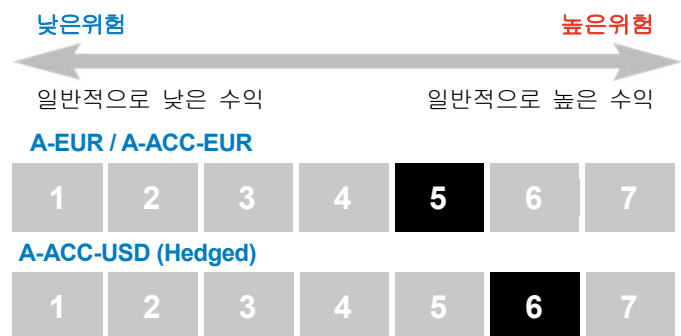 낮은위험 높은위험
일반적으로 낮은 수익 일반적으로 높은 수익
A-EUR / A-ACC-EUR
1 2 3 4 5 6 7
A-ACC-USD (Hedged)
1 2 3 4 5 6 7